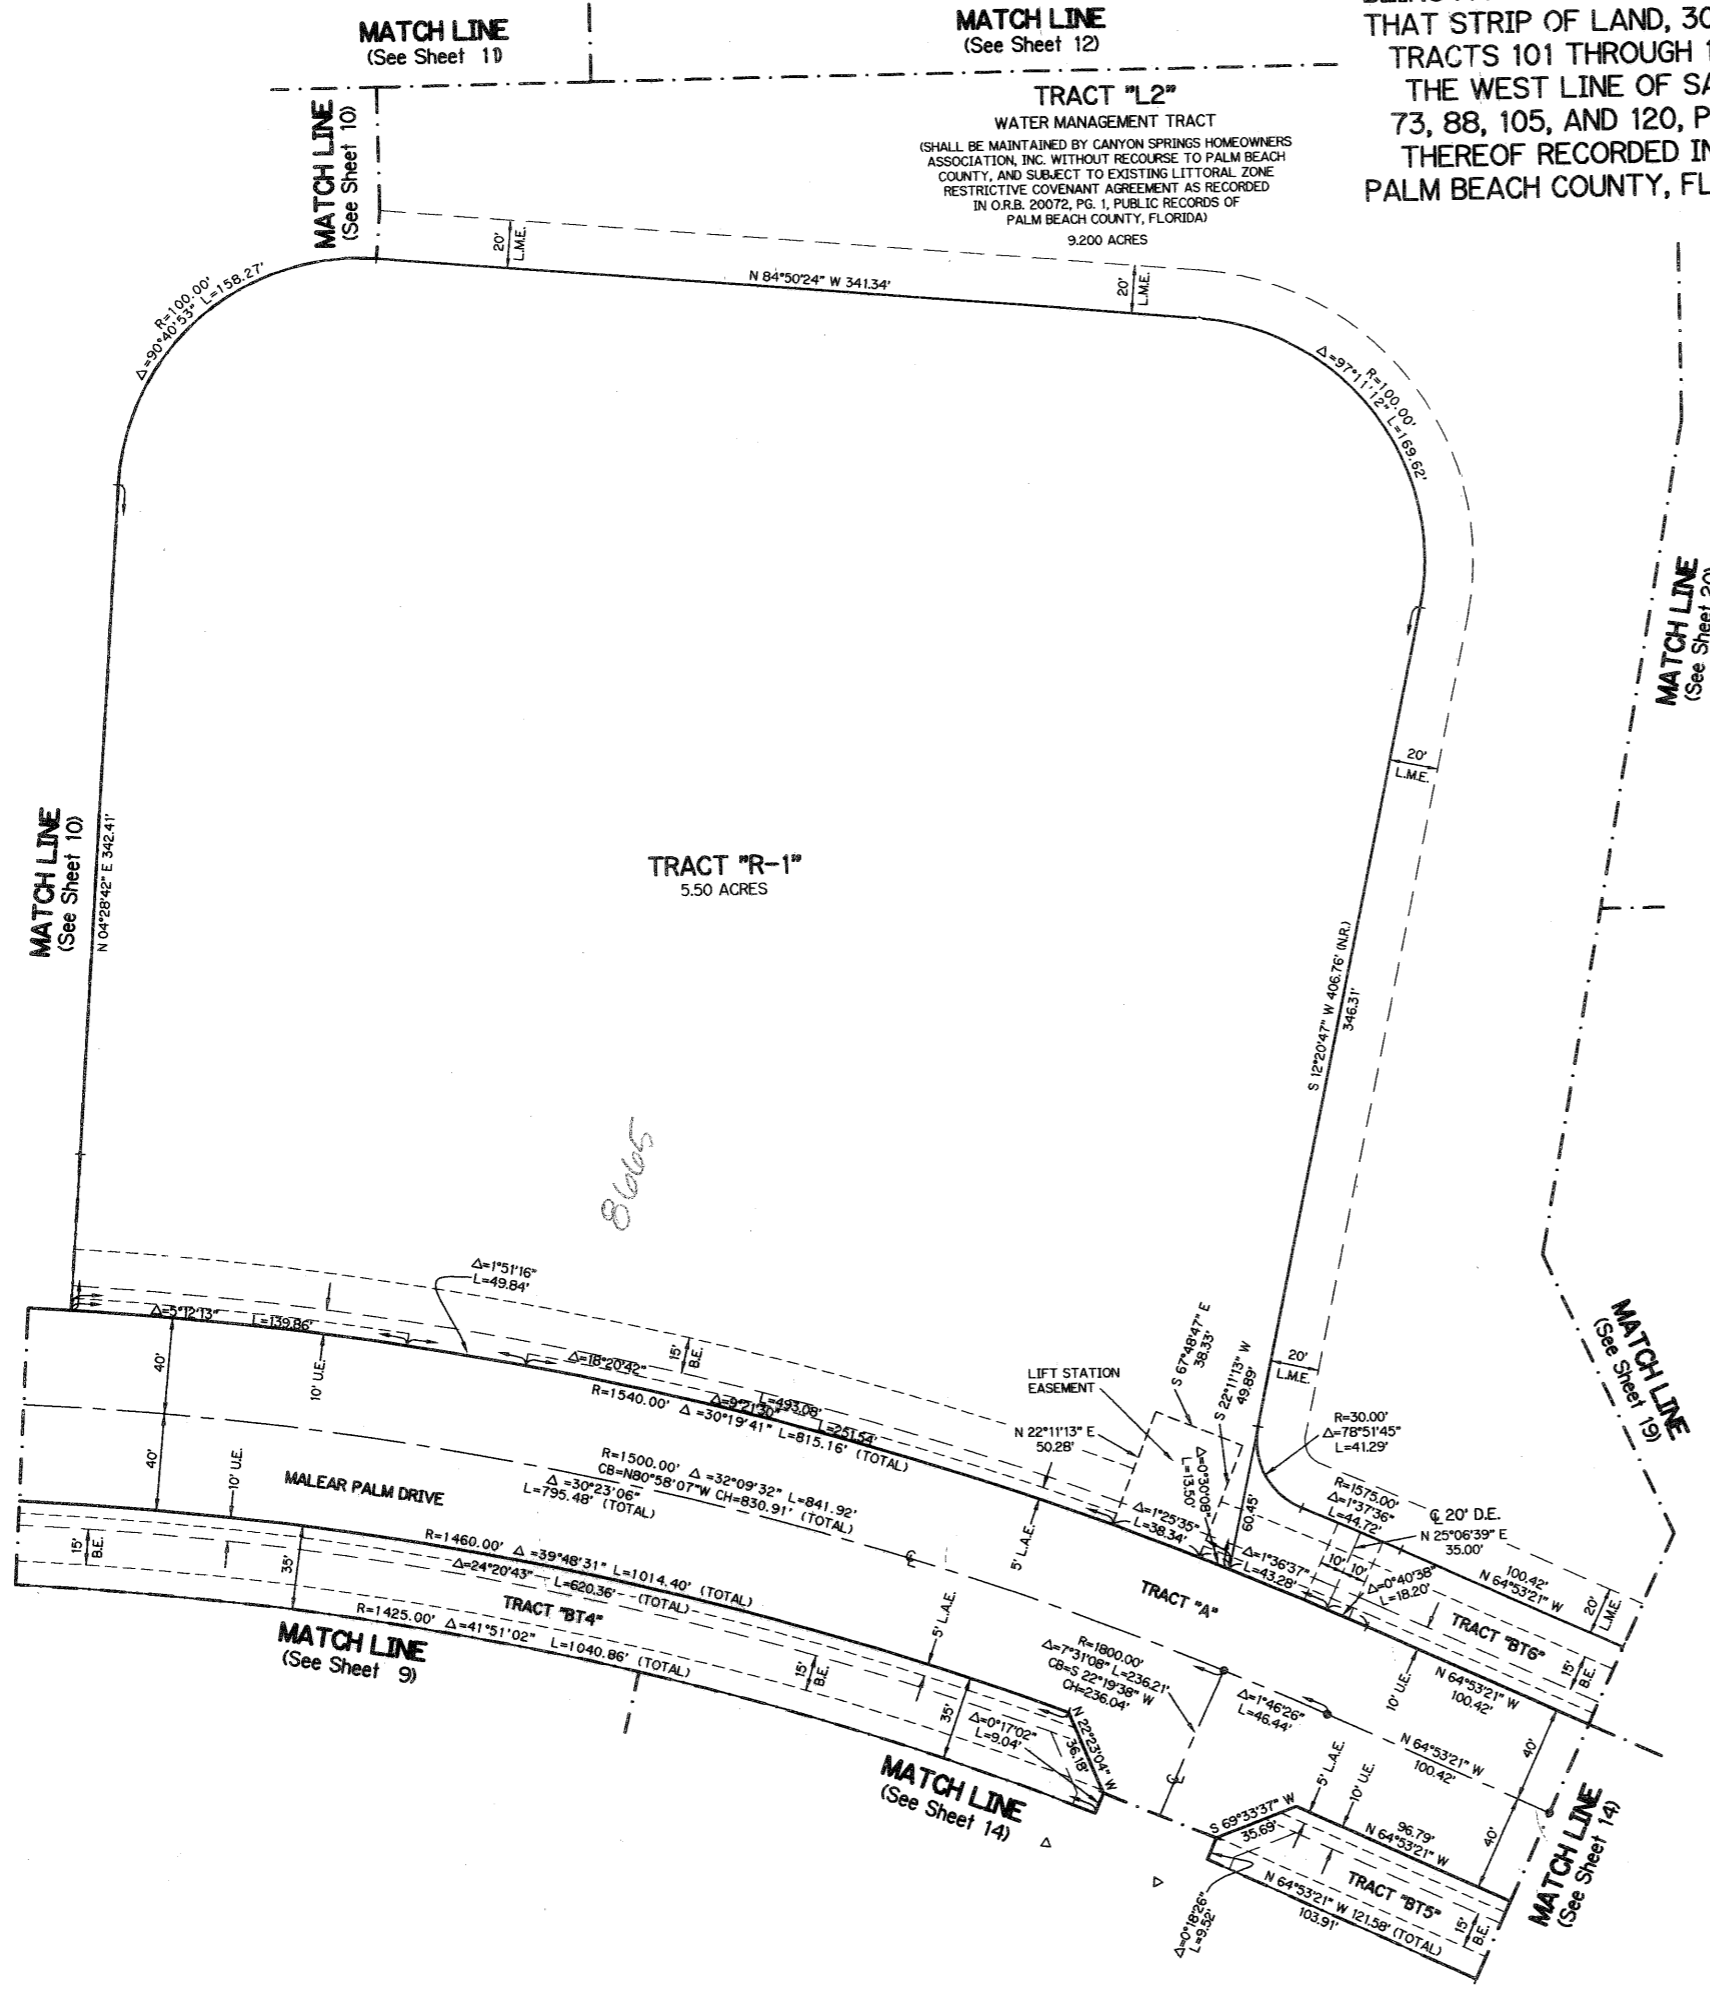 MATCH LINE
(See Sheet 11)
MATCH LINE
(See Sheet 12)
THAT STRIP OF LAND, 30
TRACTS 101 THROUGH 1
THE WEST LINE OF SA
73, 88, 105, AND 120, P
THEREOF RECORDED IN
PALM BEACH COUNTY, FL
MATCH LINE
(See Sheet 10)
TRACT "L2"
WATER MANAGEMENT TRACT
(SHALL BE MAINTAINED BY CANYON SPRINGS HOMEOWNERS
ASSOCIATION, INC. WITHOUT RECOURSE TO PALM BEACH
COUNTY, AND SUBJECT TO EXISTING LITTORAL ZONE
RESTRICTIVE COVENANT AGREEMENT AS RECORDED
IN O.R.B. 20072, PG. 1, PUBLIC RECORDS OF
PALM BEACH COUNTY, FLORIDA)
9.200 ACRES
20'
L.M.E.
N 84°50'24" W 341.34'
20'
L.M.E.
R=100.00'
Δ=90°40'53" L=158.27'
R=100.00'
Δ=97°11'12" L=169.62'
MATCH LINE
(See Sheet 20)
20'
L.M.E.
MATCH LINE
(See Sheet 10)
N 04°28'42" E 342.41'
TRACT "R-1"
5.50 ACRES
S 12°20'47" W 406.76' (N.R.)
346.31'
8665
Δ=1°51'16"
L=49.84'
Δ=5°12'13"
L=139.86'
40'
10' U.E.
Δ=18°20'42"
L=493.08'
15'
B.E.
Δ=9°21'30"
L=251.54'
R=1540.00' Δ=30°19'41" L=815.16' (TOTAL)
LIFT STATION
EASEMENT
S 67°48'47" E
38.33'
S 22°11'13" W
49.89'
N 22°11'13" E
50.28'
20'
L.M.E.
R=30.00'
Δ=78°51'45"
L=41.29'
MATCH LINE
(See Sheet 19)
R=1575.00'
Δ=1°37'36"
L=44.72'
℄ 20' D.E.
N 25°06'39" E
35.00'
Δ=0°30'08"
L=13.50'
60.45'
Δ=1°25'35"
L=38.34'
Δ=1°36'37"
L=43.28'
10'
10'
Δ=0°40'38"
L=18.20'
100.42'
N 64°53'21" W
20'
L.M.E.
40'
10' U.E.
MALEAR PALM DRIVE
R=1500.00' Δ=32°09'32" L=841.92'
CB=N80°58'07"W CH=830.91' (TOTAL)
Δ=30°23'06"
L=795.48' (TOTAL)
℄
5' L.A.E.
TRACT "A"
TRACT "BT6"
15'
B.E.
N 64°53'21" W
100.42'
10' U.E.
15'
B.E.
35'
R=1460.00' Δ=39°48'31" L=1014.40' (TOTAL)
Δ=24°20'43" L=620.36' (TOTAL)
TRACT "BT4"
R=1425.00' Δ=41°51'02" L=1040.86' (TOTAL)
MATCH LINE
(See Sheet 9)
15'
B.E.
5' L.A.E.
R=1800.00'
Δ=7°31'08" L=236.21'
CB=S 22°19'38" W
CH=236.04'
Δ=1°46'26"
L=46.44'
N 64°53'21" W
100.42'
40'
40'
35'
Δ=0°17'02"
L=9.04'
N 22°23'04" W
36.18'
℄
MATCH LINE
(See Sheet 14)
5' L.A.E.
10' U.E.
S 69°33'37" W
35.69'
96.79'
N 64°53'21" W
MATCH LINE
(See Sheet 14)
TRACT "BT5"
15'
B.E.
N 64°53'21" W 121.58' (TOTAL)
103.91'
Δ=0°18'26"
L=9.52'